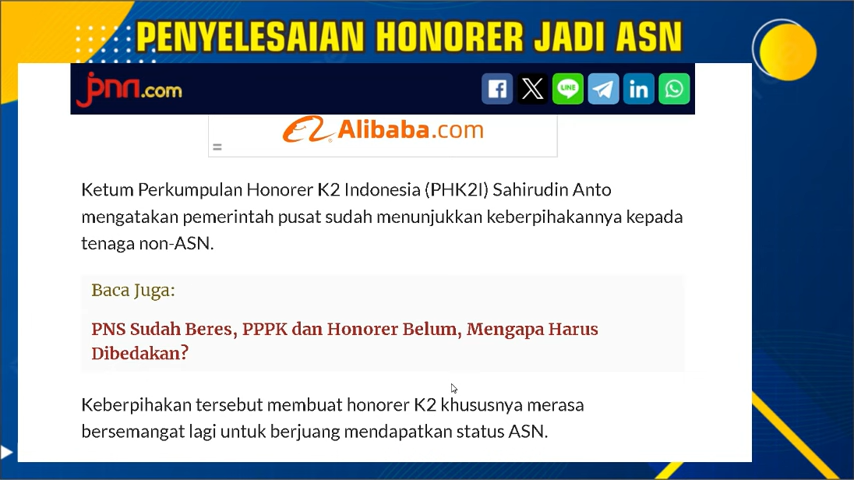 PENYELESAIAN HONORER JADI ASN
jpnn.com
Alibaba.com
Ketum Perkumpulan Honorer K2 Indonesia (PHK2I) Sahirudin Anto
mengatakan pemerintah pusat sudah menunjukkan keberpihakannya kepada
tenaga non-ASN.
Baca Juga:
PNS Sudah Beres, PPPK dan Honorer Belum, Mengapa Harus
Dibedakan?
Keberpihakan tersebut membuat honorer K2 khususnya merasa
bersemangat lagi untuk berjuang mendapatkan status ASN.